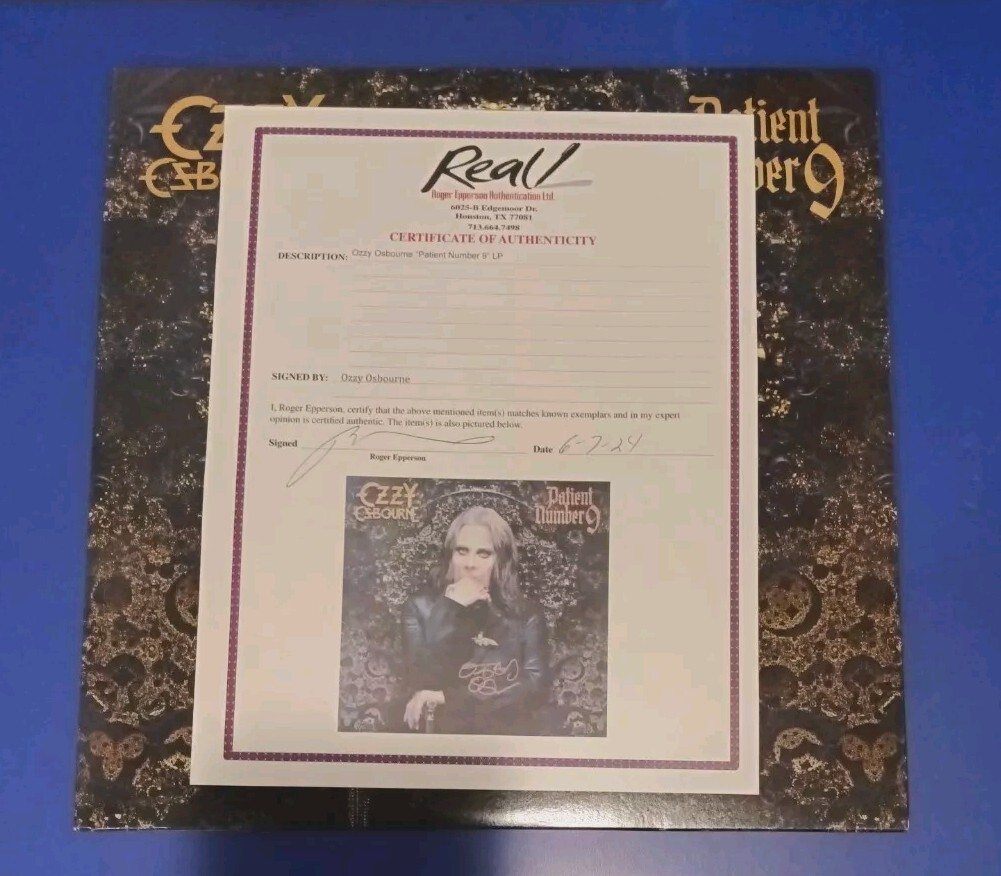 Ozzy
Osb
Patient
ber 9
REAL!
Roger Epperson Authentication Ltd.
6025-B Edgemoor Dr.
Houston, TX 77081
713.664.7498
CERTIFICATE OF AUTHENTICITY
DESCRIPTION: Ozzy Osbourne "Patient Number 9" LP
SIGNED BY: Ozzy Osbourne
I, Roger Epperson, certify that the above mentioned item(s) matches known exemplars and in my expert
opinion is certified authentic. The item(s) is also pictured below.
Signed
Date 6-7-24
Roger Epperson
OZZY
OSBOURNE
Patient
Number 9